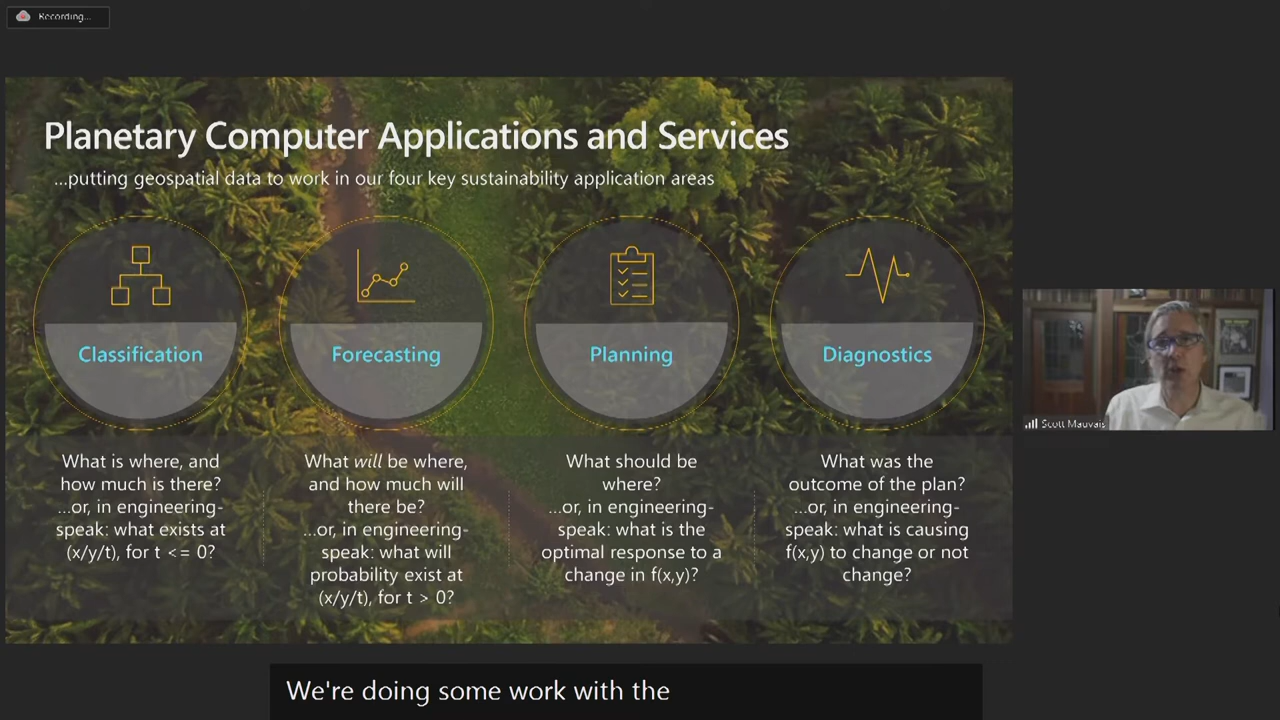 Recording...
Planetary Computer Applications and Services
...putting geospatial data to work in our four key sustainability application areas
Classification
Forecasting
Planning
Diagnostics
What is where, and
how much is there?
...or, in engineering-
speak: what exists at
(x/y/t), for t <= 0?
What will be where,
and how much will
there be?
...or, in engineering-
speak: what will
probability exist at
(x/y/t), for t > 0?
What should be
where?
...or, in engineering-
speak: what is the
optimal response to a
change in f(x,y)?
What was the
outcome of the plan?
...or, in engineering-
speak: what is causing
f(x,y) to change or not
change?
Scott Mauvais
We're doing some work with the